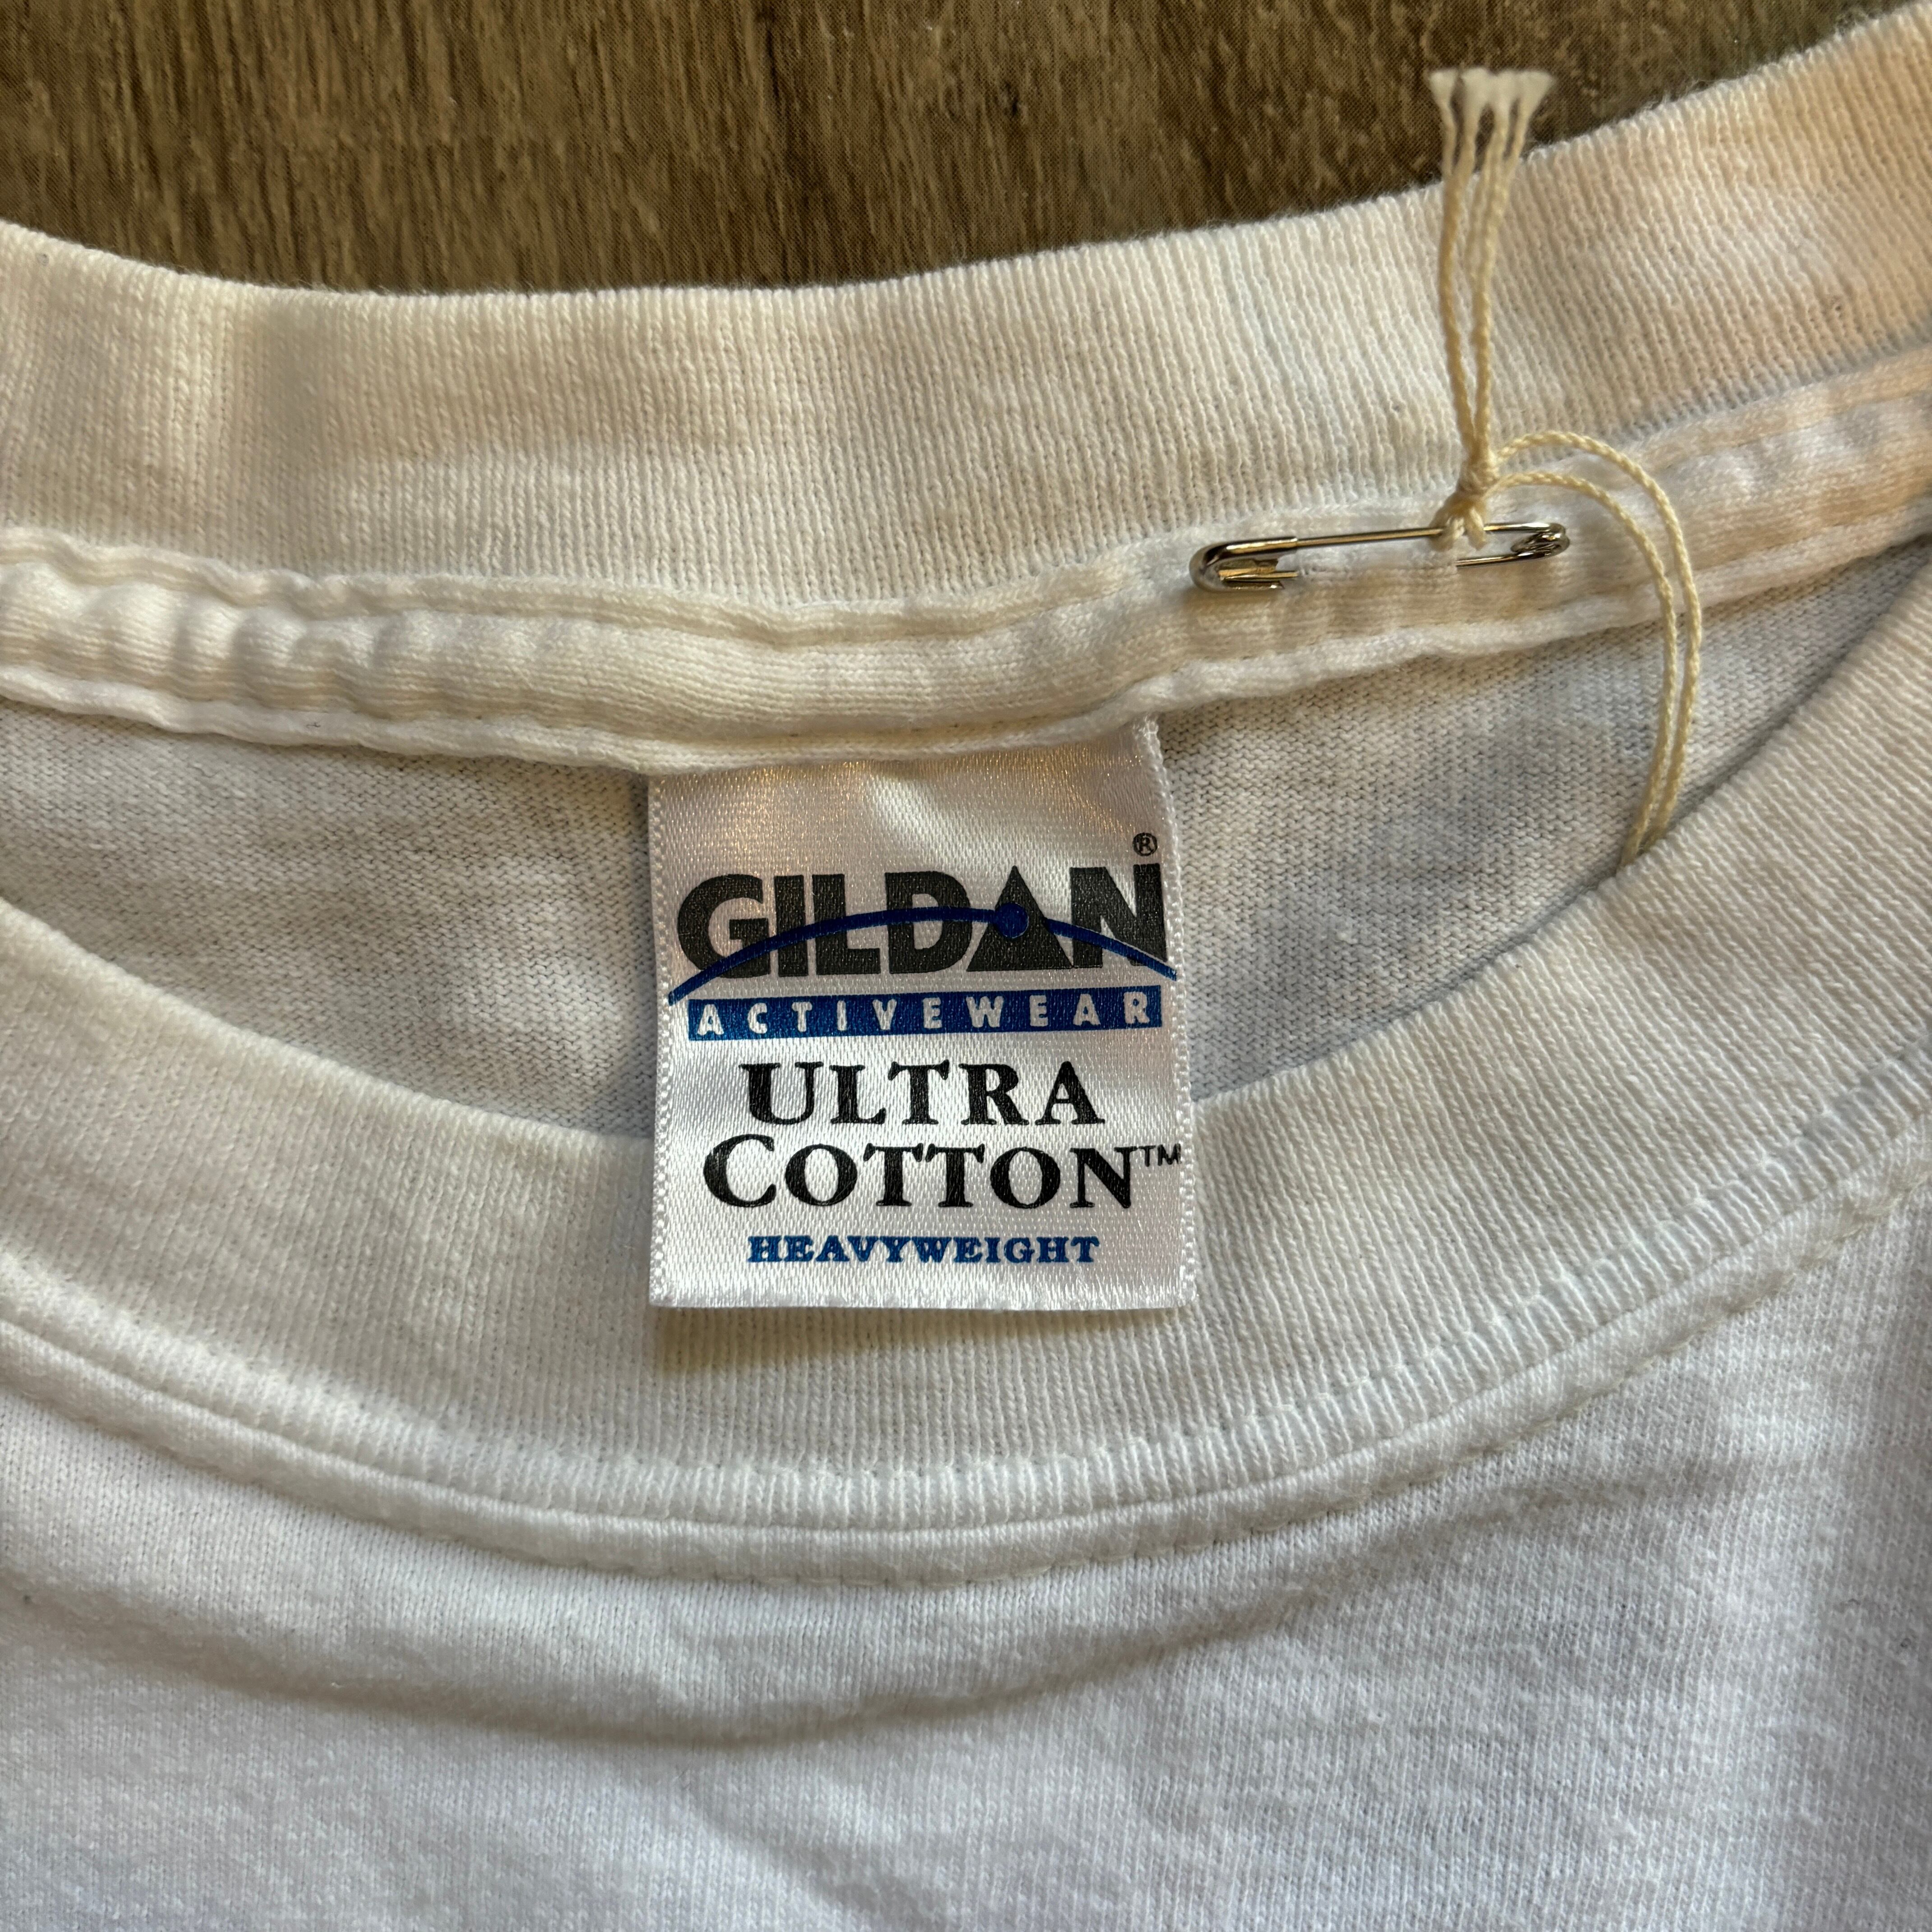 GILDAN®
ACTIVEWEAR
ULTRA
COTTON™
HEAVYWEIGHT